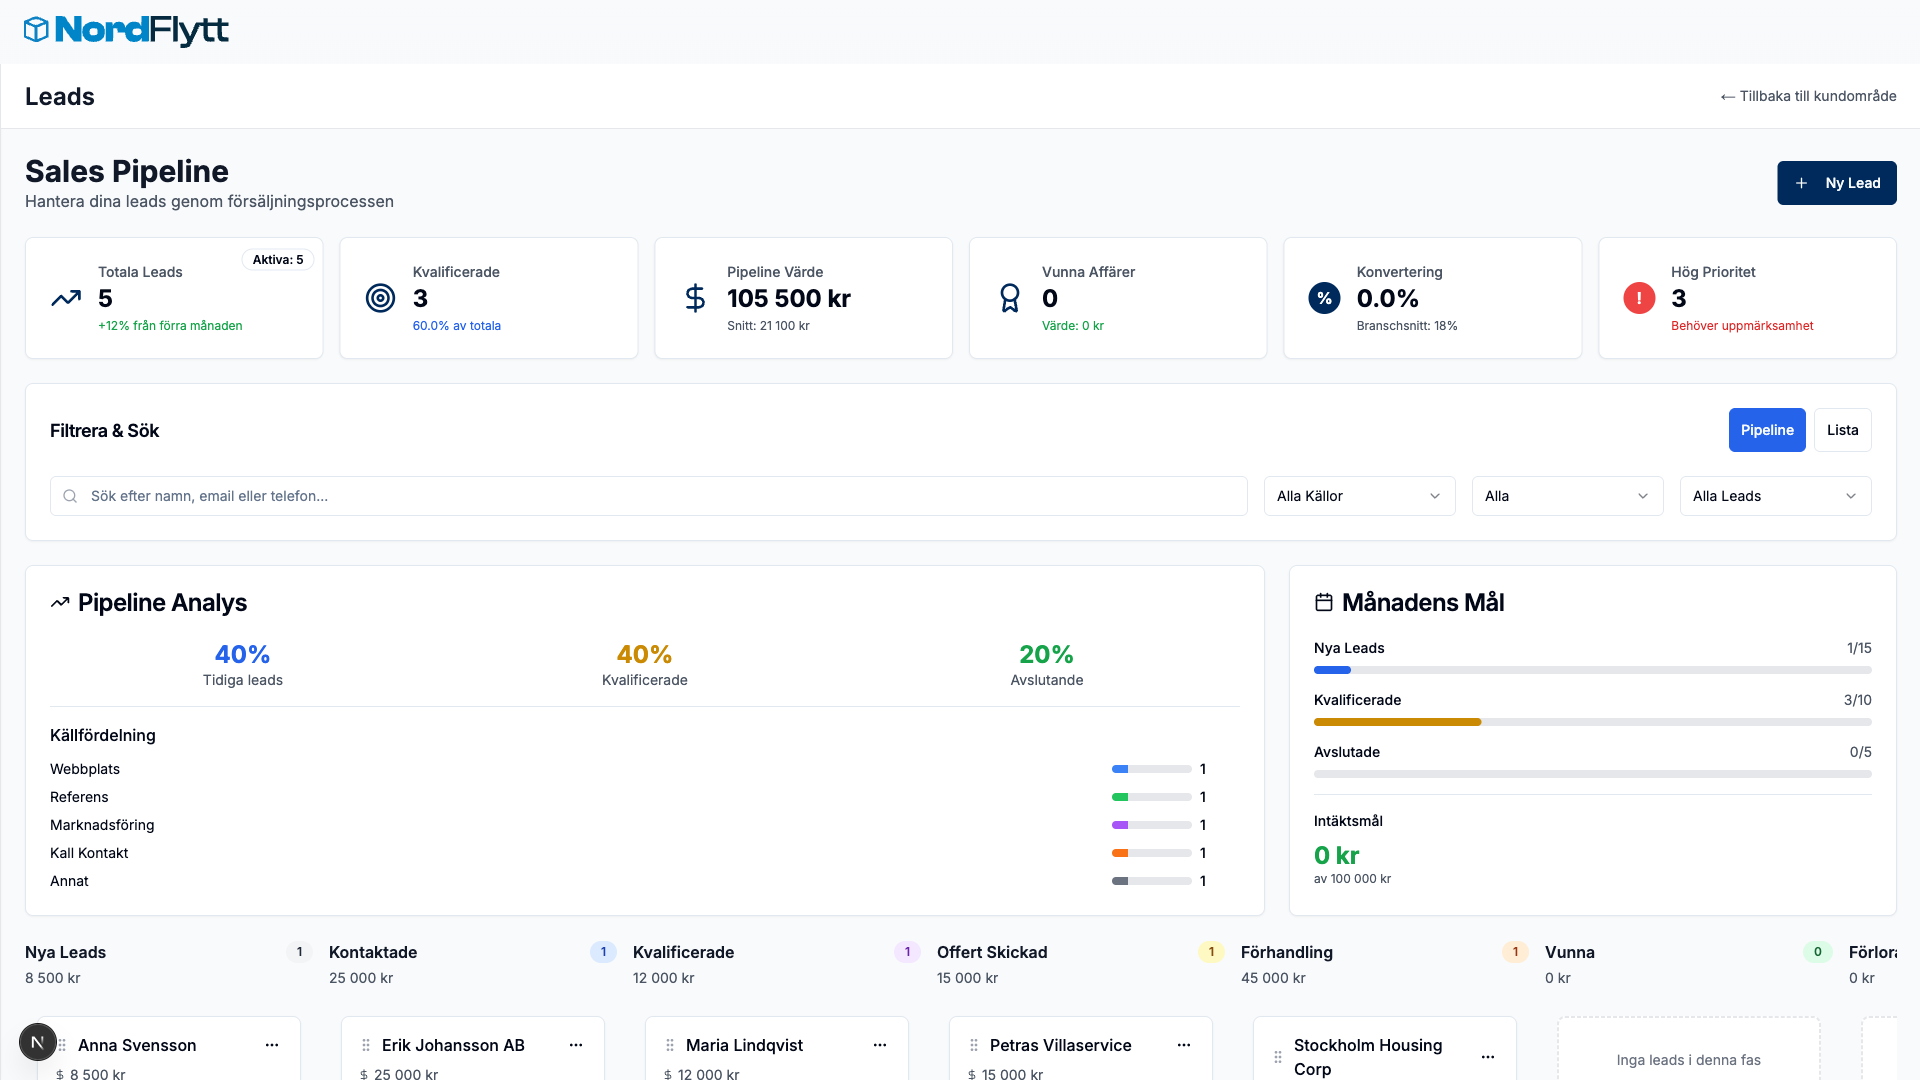 NordFlytt
Leads
← Tillbaka till kundområde
Sales Pipeline
Hantera dina leads genom försäljningsprocessen
+ Ny Lead
Totala Leads
Aktiva: 5
5
+12% från förra månaden
Kvalificerade
3
60.0% av totala
Pipeline Värde
105 500 kr
Snitt: 21 100 kr
Vunna Affärer
0
Värde: 0 kr
%
Konvertering
0.0%
Branschsnitt: 18%
!
Hög Prioritet
3
Behöver uppmärksamhet
Filtrera & Sök
Pipeline
Lista
Sök efter namn, email eller telefon...
Alla Källor
Alla
Alla Leads
Pipeline Analys
40%
Tidiga leads
40%
Kvalificerade
20%
Avslutande
Källfördelning
Webbplats 1
Referens 1
Marknadsföring 1
Kall Kontakt 1
Annat 1
Månadens Mål
Nya Leads 1/15
Kvalificerade 3/10
Avslutade 0/5
Intäktsmål
0 kr
av 100 000 kr
Nya Leads 1
8 500 kr
Kontaktade 1
25 000 kr
Kvalificerade 1
12 000 kr
Offert Skickad 1
15 000 kr
Förhandling 1
45 000 kr
Vunna 0
0 kr
Förlora
0 kr
N
Anna Svensson
$ 8 500 kr
Erik Johansson AB
$ 25 000 kr
Maria Lindqvist
$ 12 000 kr
Petras Villaservice
$ 15 000 kr
Stockholm Housing
Corp
Inga leads i denna fas